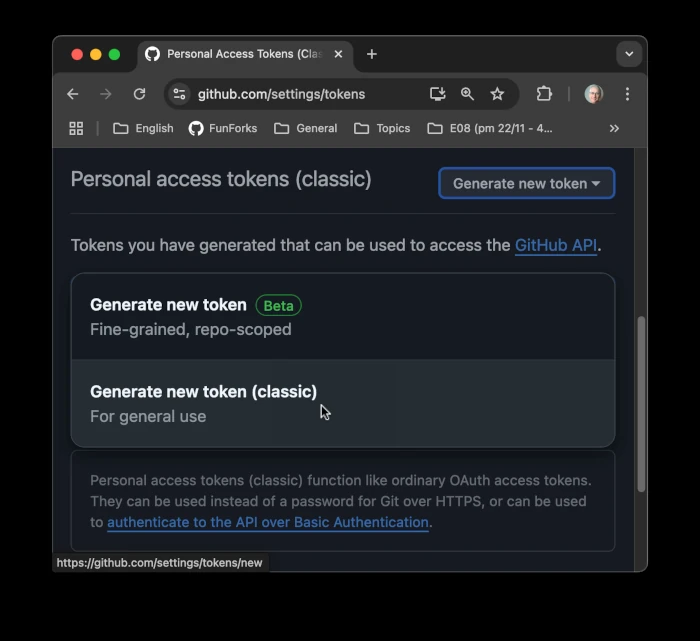 Personal Access Tokens (Clas
github.com/settings/tokens
English
FunForks
General
Topics
E08 (pm 22/11 - 4...
Personal access tokens (classic)
Generate new token
Tokens you have generated that can be used to access the GitHub API.
Generate new token Beta
Fine-grained, repo-scoped
Generate new token (classic)
For general use
Personal access tokens (classic) function like ordinary OAuth access tokens.
They can be used instead of a password for Git over HTTPS, or can be used
to authenticate to the API over Basic Authentication.
https://github.com/settings/tokens/new